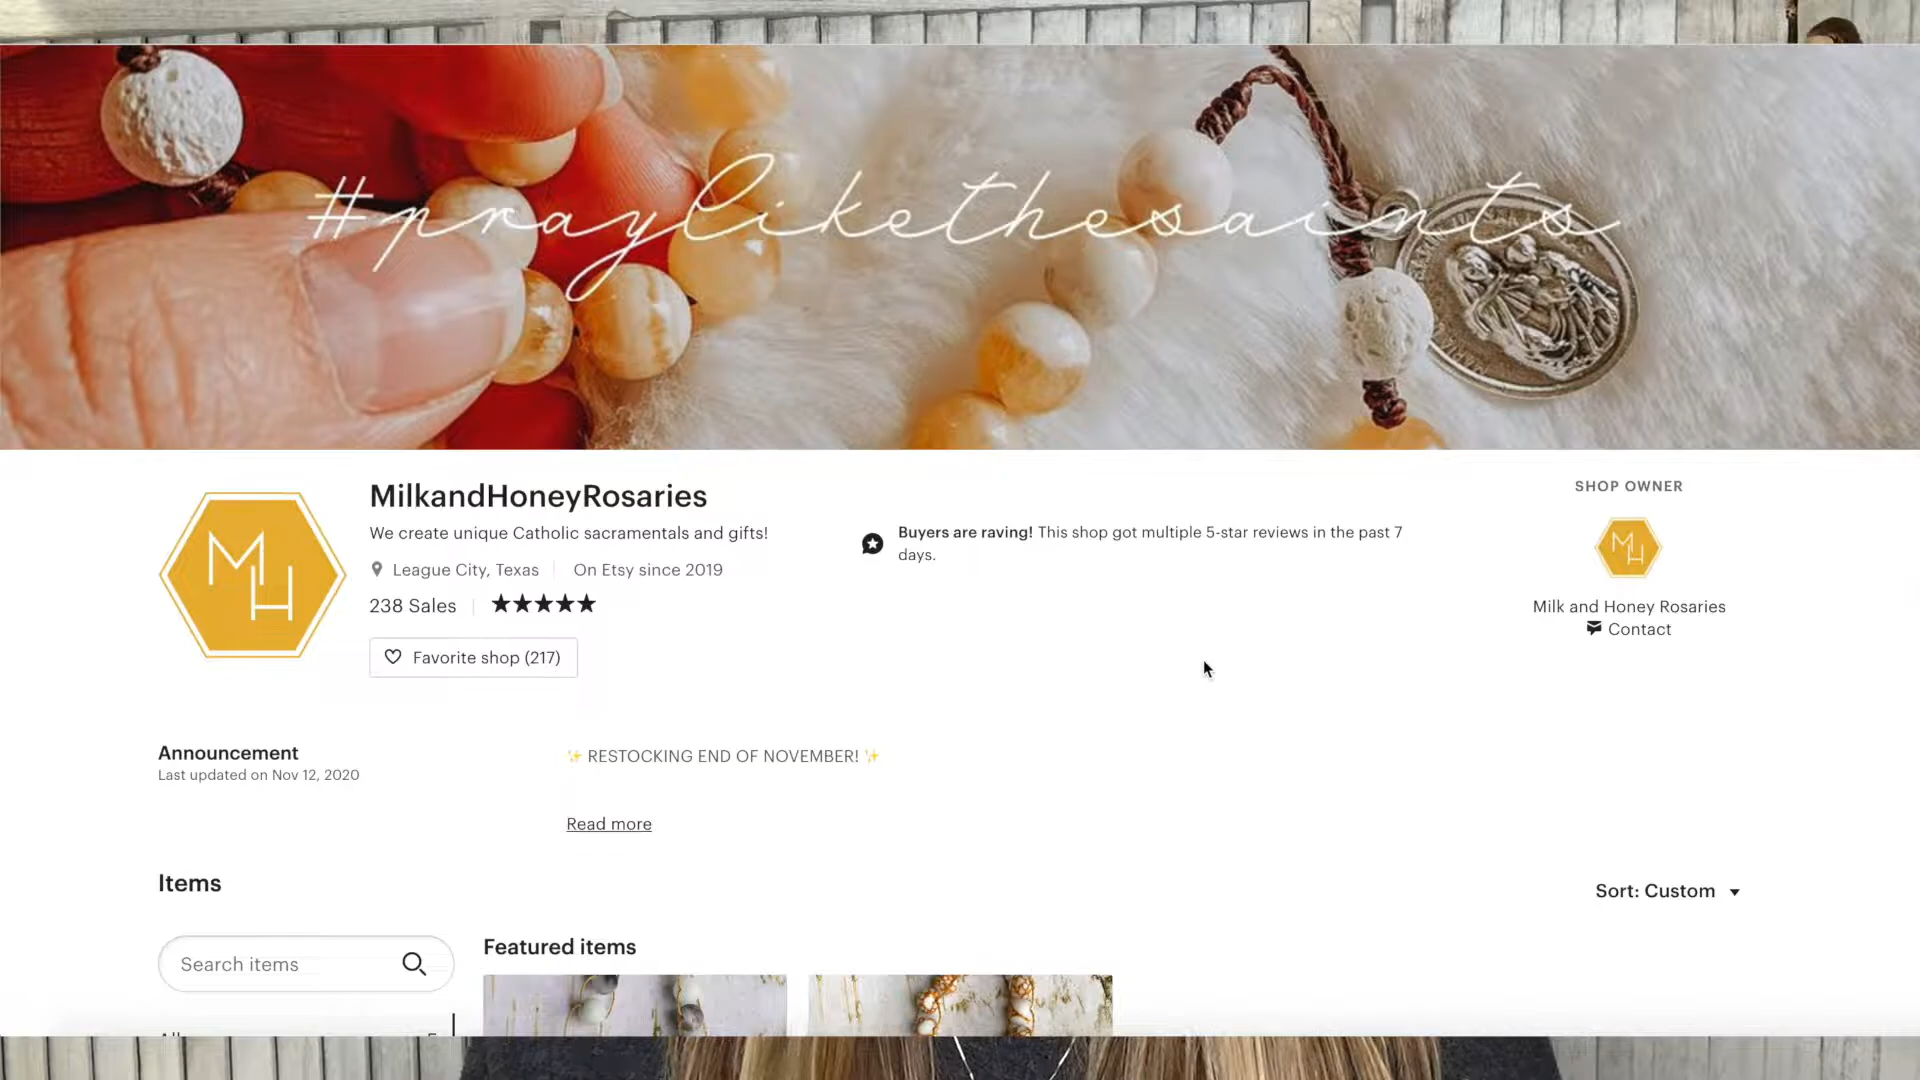 #praylikethesaints
MilkandHoneyRosaries
We create unique Catholic sacramentals and gifts!
League City, Texas
On Etsy since 2019
238 Sales
Favorite shop (217)
Buyers are raving! This shop got multiple 5-star reviews in the past 7
days.
SHOP OWNER
MH
MH
Milk and Honey Rosaries
Contact
Announcement
Last updated on Nov 12, 2020
✨ RESTOCKING END OF NOVEMBER! ✨
Read more
Items
Sort: Custom
Search items
Featured items